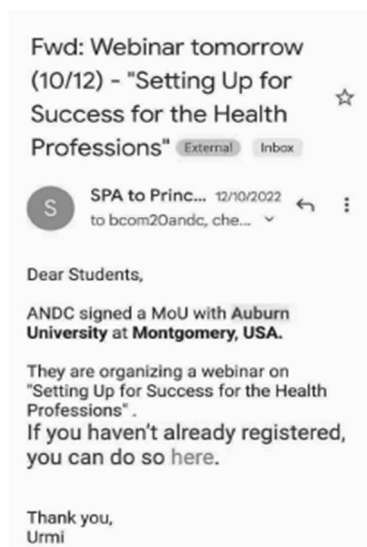 Fwd: Webinar tomorrow
(10/12) - "Setting Up for
Success for the Health
Professions" External Inbox
S
SPA to Princ... 12/10/2022
to bcom20andc, che...
Dear Students,
ANDC signed a MoU with Auburn
University at Montgomery, USA.
They are organizing a webinar on
"Setting Up for Success for the Health
Professions" .
If you haven't already registered,
you can do so here.
Thank you,
Urmi